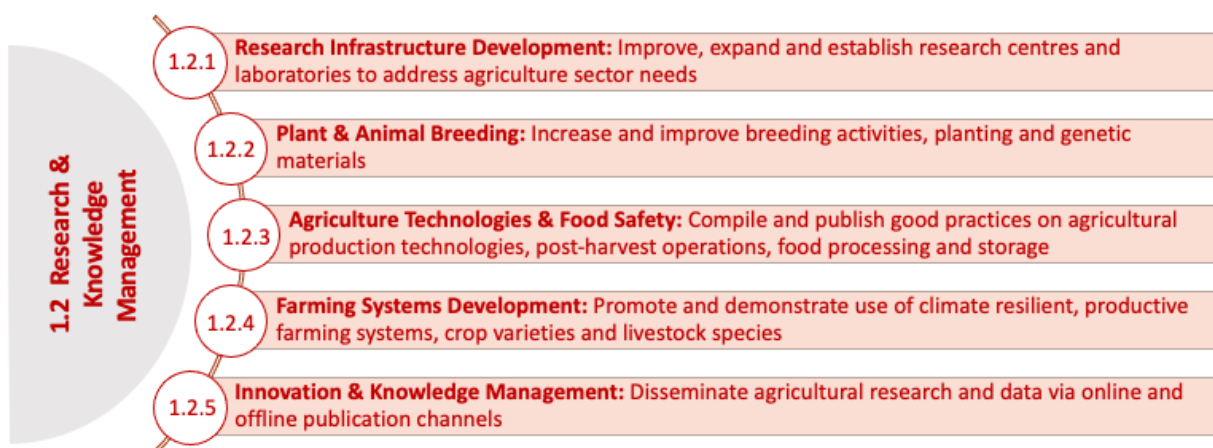 1.2 Research &
Knowledge
Management
1.2.1
Research Infrastructure Development: Improve, expand and establish research centres and
laboratories to address agriculture sector needs
1.2.2
Plant & Animal Breeding: Increase and improve breeding activities, planting and genetic
materials
1.2.3
Agriculture Technologies & Food Safety: Compile and publish good practices on agricultural
production technologies, post-harvest operations, food processing and storage
1.2.4
Farming Systems Development: Promote and demonstrate use of climate resilient, productive
farming systems, crop varieties and livestock species
1.2.5
Innovation & Knowledge Management: Disseminate agricultural research and data via online and
offline publication channels